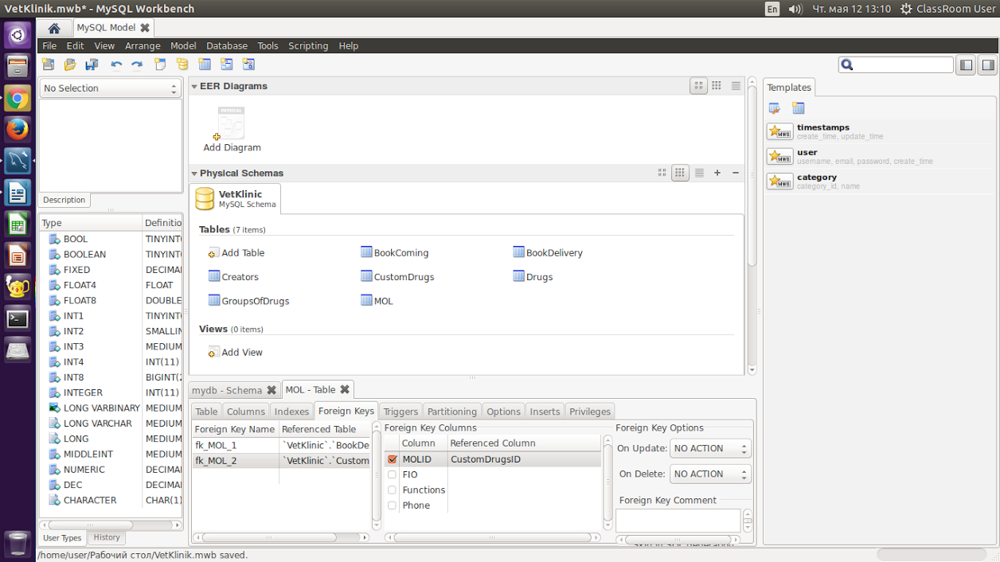 VetKlinik.mwb* - MySQL Workbench
En
Чт. мая 12 13:10
ClassRoom User
MySQL Model
File Edit View Arrange Model Database Tools Scripting Help
No Selection
Description
Type Definitio
BOOL TINYINT(
BOOLEAN TINYINT(
FIXED DECIMAL
FLOAT4 FLOAT
FLOAT8 DOUBLE
INT1 TINYINT(
INT2 SMALLIN
INT3 MEDIUM
INT4 INT(11)
INT8 BIGINT(2
INTEGER INT(11)
LONG VARBINARY MEDIUM
LONG VARCHAR MEDIUM
LONG MEDIUM
MIDDLEINT MEDIUM
NUMERIC DECIMAL
DEC DECIMAL
CHARACTER CHAR(1)
User Types History
EER Diagrams
Add Diagram
Physical Schemas
VetKlinic
MySQL Schema
Tables (7 items)
Add Table BookComing BookDelivery
Creators CustomDrugs Drugs
GroupsOfDrugs MOL
Views (0 items)
Add View
mydb - Schema MOL - Table
Table Columns Indexes Foreign Keys Triggers Partitioning Options Inserts Privileges
Foreign Key Name Referenced Table
fk_MOL_1 `VetKlinic`.`BookDe
fk_MOL_2 `VetKlinic`.`Custom
Foreign Key Columns
Column Referenced Column
MOLID CustomDrugsID
FIO
Functions
Phone
Foreign Key Options
On Update: NO ACTION
On Delete: NO ACTION
Foreign Key Comment
Templates
timestamps
create_time, update_time
user
username, email, password, create_time
category
category_id, name
/home/user/Рабочий стол/VetKlinik.mwb saved.